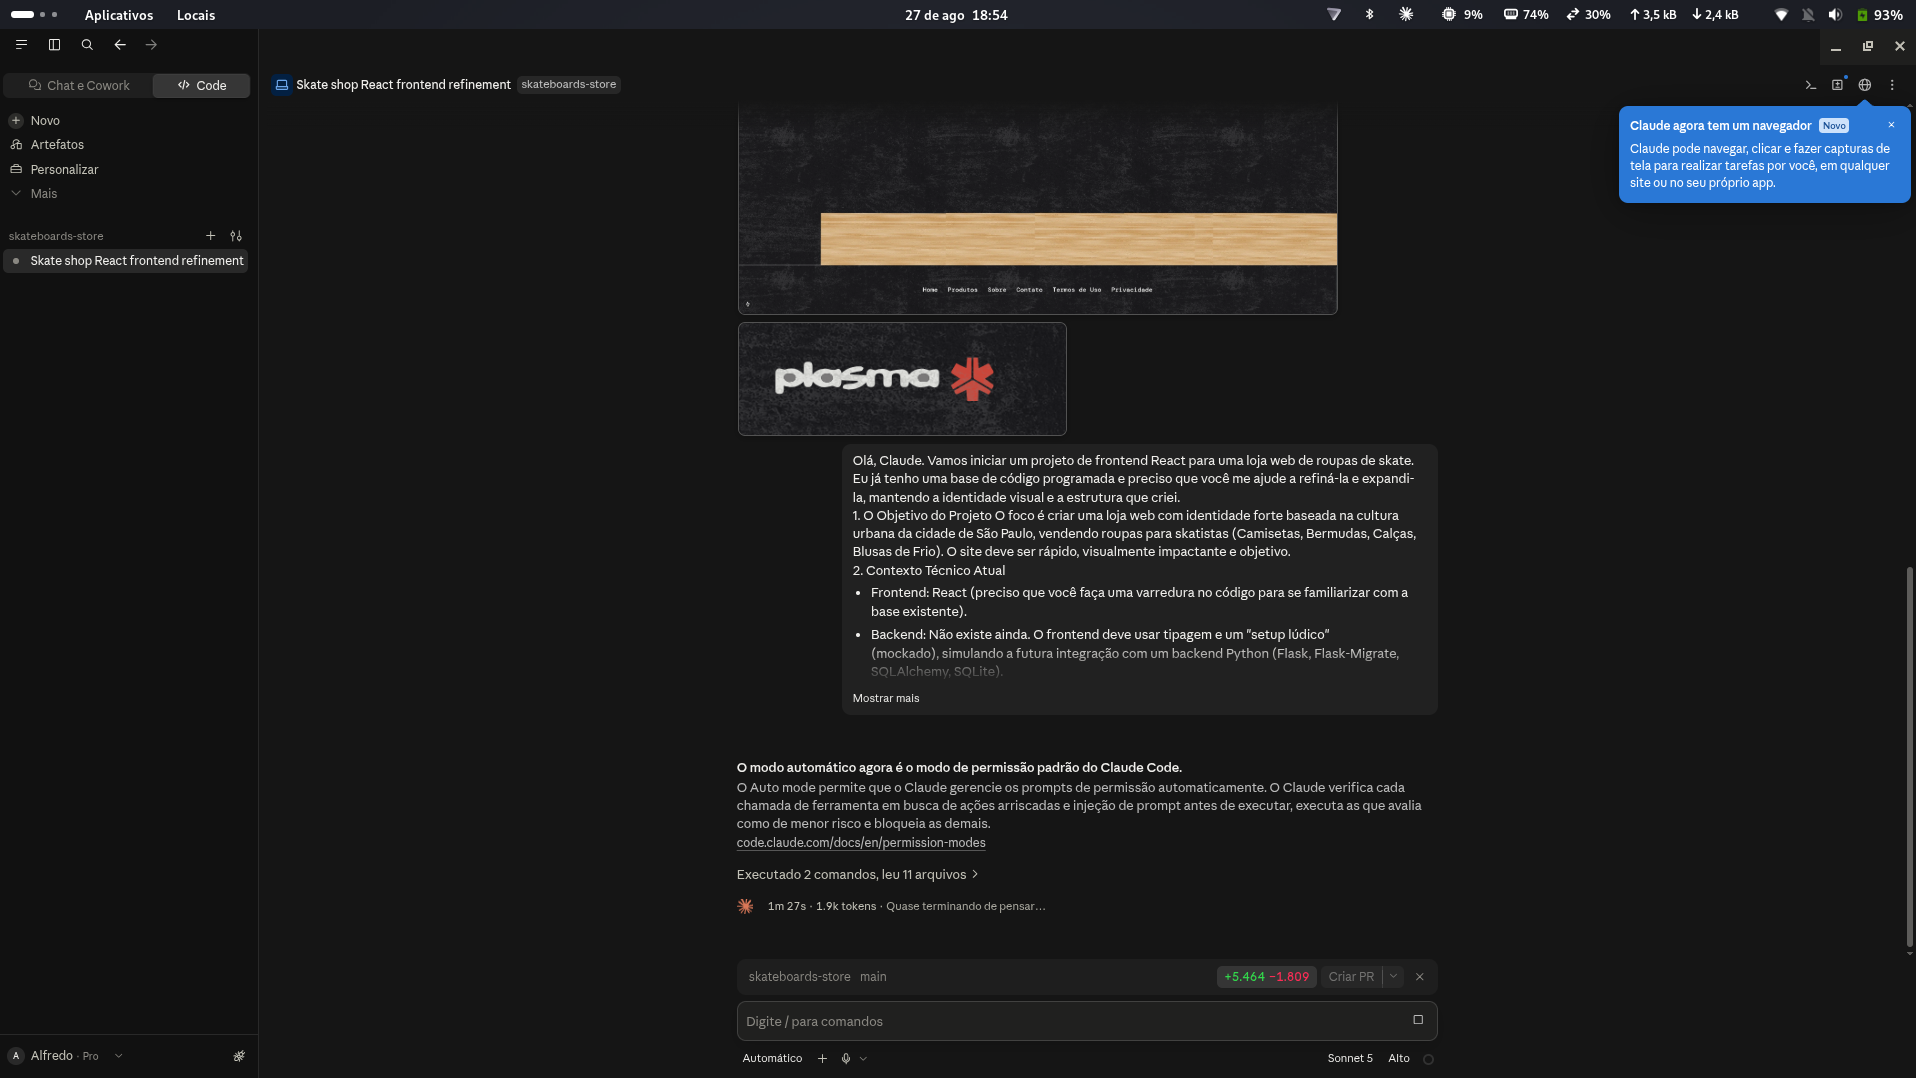 Aplicativos Locais 27 de ago 18:54 9% 74% 30% 3,5 kB 2,4 kB 93%
Chat e Cowork Code
Novo
Artefatos
Personalizar
Mais
skateboards-store
Skate shop React frontend refinement
Skate shop React frontend refinement skateboards-store
Claude agora tem um navegador Novo
Claude pode navegar, clicar e fazer capturas de
tela para realizar tarefas por você, em qualquer
site ou no seu próprio app.
Home Produtos Sobre Contato Termos de Uso Privacidade
plasma
Olá, Claude. Vamos iniciar um projeto de frontend React para uma loja web de roupas de skate.
Eu já tenho uma base de código programada e preciso que você me ajude a refiná-la e expandi-
la, mantendo a identidade visual e a estrutura que criei.
1. O Objetivo do Projeto O foco é criar uma loja web com identidade forte baseada na cultura
urbana da cidade de São Paulo, vendendo roupas para skatistas (Camisetas, Bermudas, Calças,
Blusas de Frio). O site deve ser rápido, visualmente impactante e objetivo.
2. Contexto Técnico Atual
• Frontend: React (preciso que você faça uma varredura no código para se familiarizar com a
base existente).
• Backend: Não existe ainda. O frontend deve usar tipagem e um "setup lúdico"
(mockado), simulando a futura integração com um backend Python (Flask, Flask-Migrate,
SQLAlchemy, SQLite).
Mostrar mais
O modo automático agora é o modo de permissão padrão do Claude Code.
O Auto mode permite que o Claude gerencie os prompts de permissão automaticamente. O Claude verifica cada
chamada de ferramenta em busca de ações arriscadas e injeção de prompt antes de executar, executa as que avalia
como de menor risco e bloqueia as demais.
code.claude.com/docs/en/permission-modes
Executado 2 comandos, leu 11 arquivos
1m 27s · 1.9k tokens · Quase terminando de pensar…
skateboards-store main +5.464 −1.809 Criar PR
Digite / para comandos
Automático Sonnet 5 Alto
A Alfredo · Pro